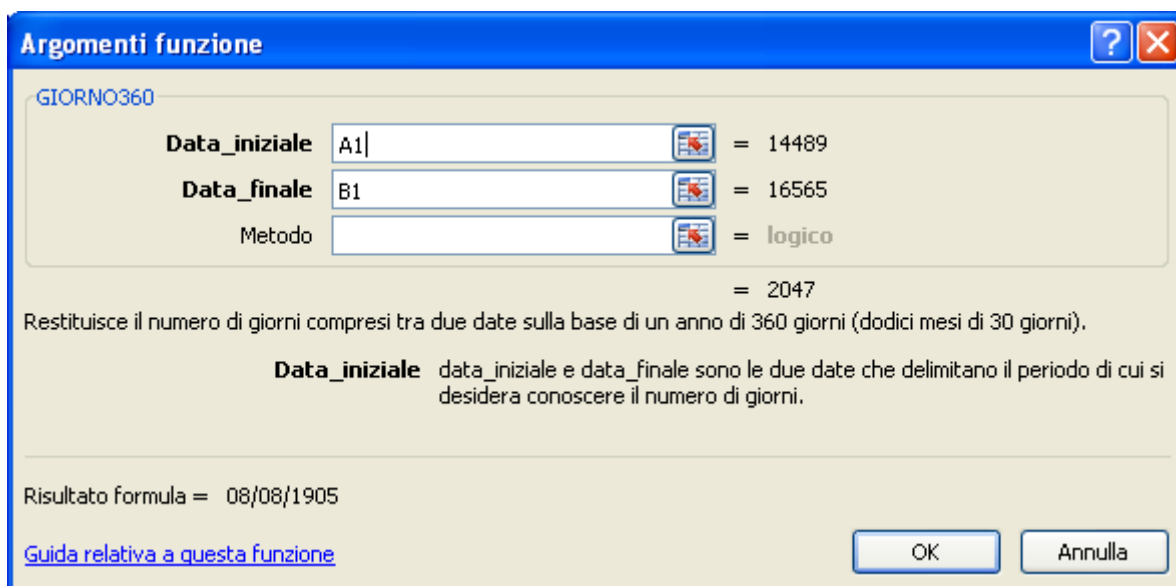 Argomenti funzione
GIORNO360
Data_iniziale A1 = 14489
Data_finale B1 = 16565
Metodo = logico
= 2047
Restituisce il numero di giorni compresi tra due date sulla base di un anno di 360 giorni (dodici mesi di 30 giorni).
Data_iniziale data_iniziale e data_finale sono le due date che delimitano il periodo di cui si
desidera conoscere il numero di giorni.
Risultato formula = 08/08/1905
Guida relativa a questa funzione OK Annulla